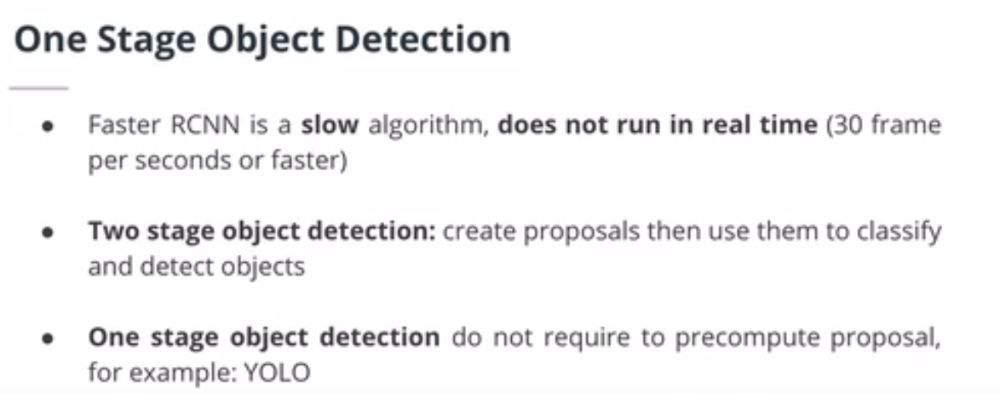 One Stage Object Detection
● Faster RCNN is a slow algorithm, does not run in real time (30 frame
per seconds or faster)
● Two stage object detection: create proposals then use them to classify
and detect objects
● One stage object detection do not require to precompute proposal,
for example: YOLO